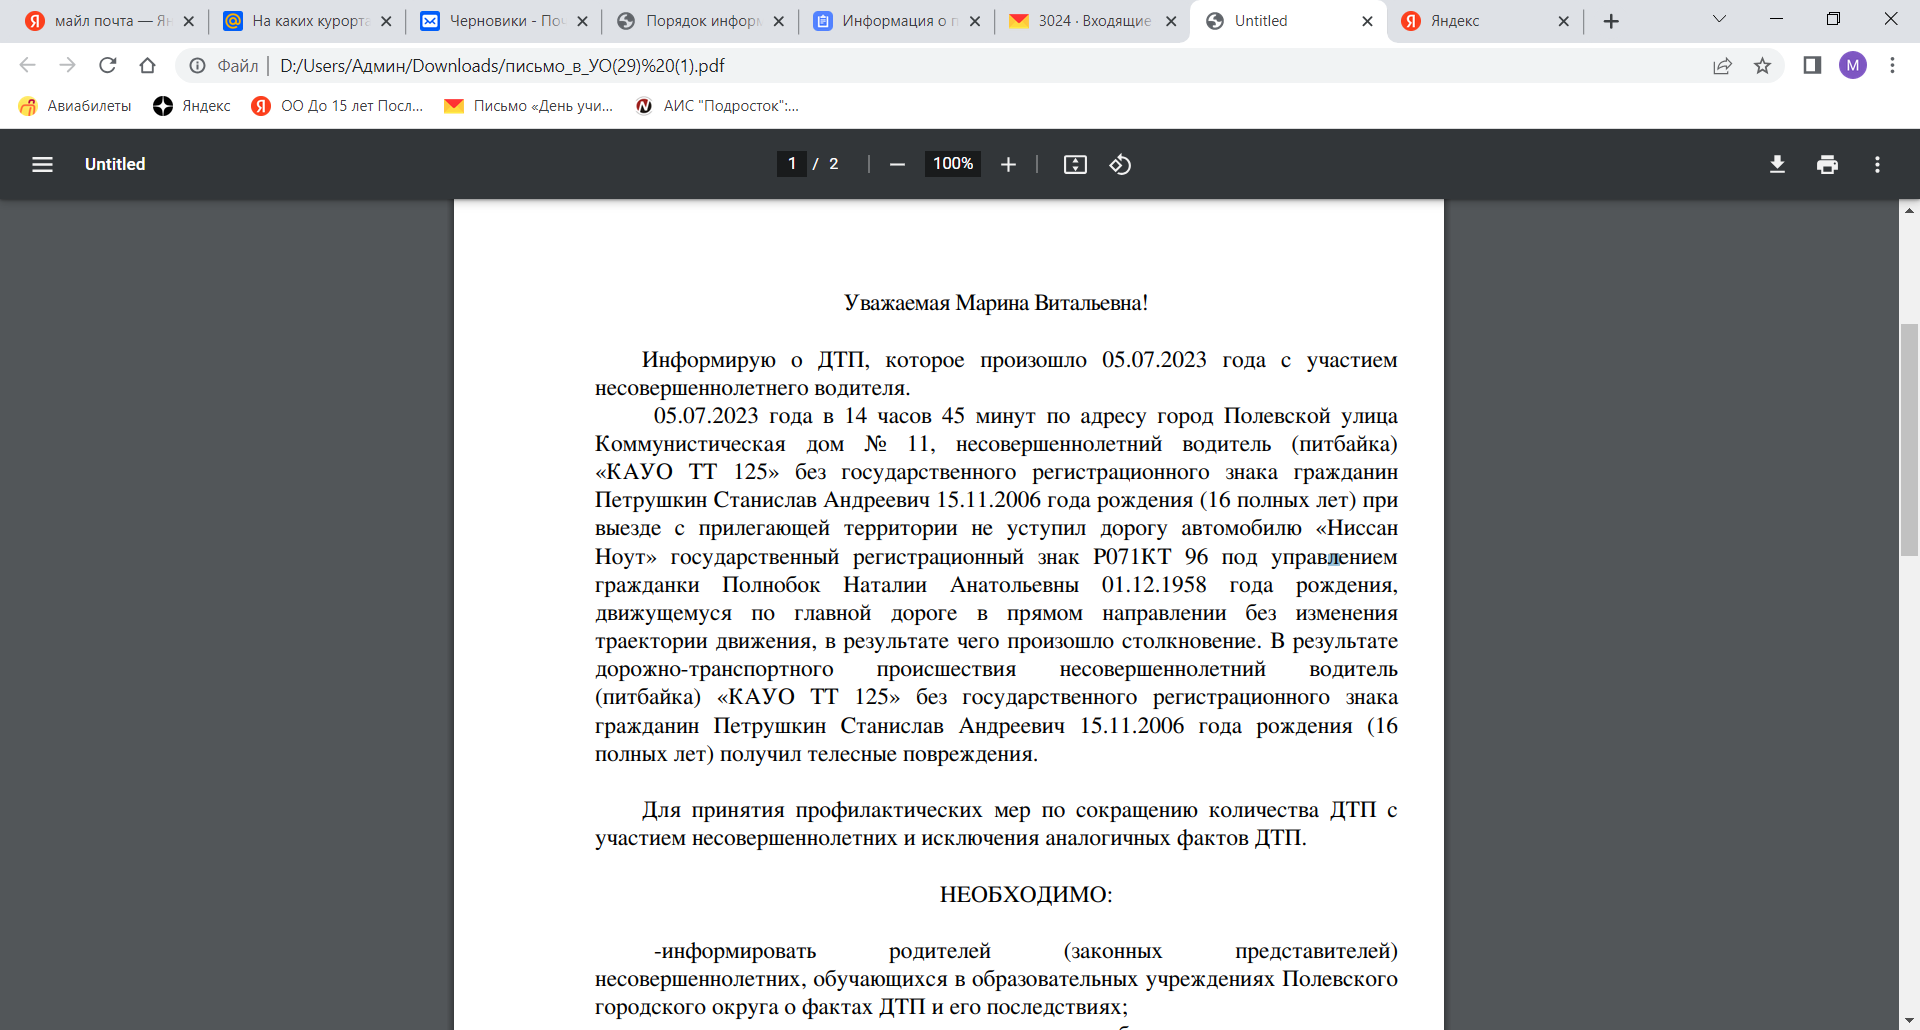 майл почта — Ян
На каких курорта
Черновики - Поч
Порядок информ
Информация о п
3024 · Входящие
Untitled
Яндекс
Файл
D:/Users/Админ/Downloads/письмо_в_УО(29)%20(1).pdf
М
Авиабилеты
Яндекс
ОО До 15 лет Посл...
Письмо «День учи...
АИС "Подросток":...
Untitled
1 / 2
100%
Уважаемая Марина Витальевна!
Информирую о ДТП, которое произошло 05.07.2023 года с участием
несовершеннолетнего водителя.
05.07.2023 года в 14 часов 45 минут по адресу город Полевской улица
Коммунистическая дом № 11, несовершеннолетний водитель (питбайка)
«КАУО ТТ 125» без государственного регистрационного знака гражданин
Петрушкин Станислав Андреевич 15.11.2006 года рождения (16 полных лет) при
выезде с прилегающей территории не уступил дорогу автомобилю «Ниссан
Ноут» государственный регистрационный знак Р071КТ 96 под управлением
гражданки Полнобок Наталии Анатольевны 01.12.1958 года рождения,
движущемуся по главной дороге в прямом направлении без изменения
траектории движения, в результате чего произошло столкновение. В результате
дорожно-транспортного происшествия несовершеннолетний водитель
(питбайка) «КАУО ТТ 125» без государственного регистрационного знака
гражданин Петрушкин Станислав Андреевич 15.11.2006 года рождения (16
полных лет) получил телесные повреждения.
Для принятия профилактических мер по сокращению количества ДТП с
участием несовершеннолетних и исключения аналогичных фактов ДТП.
НЕОБХОДИМО:
-информировать родителей (законных представителей)
несовершеннолетних, обучающихся в образовательных учреждениях Полевского
городского округа о фактах ДТП и его последствиях;